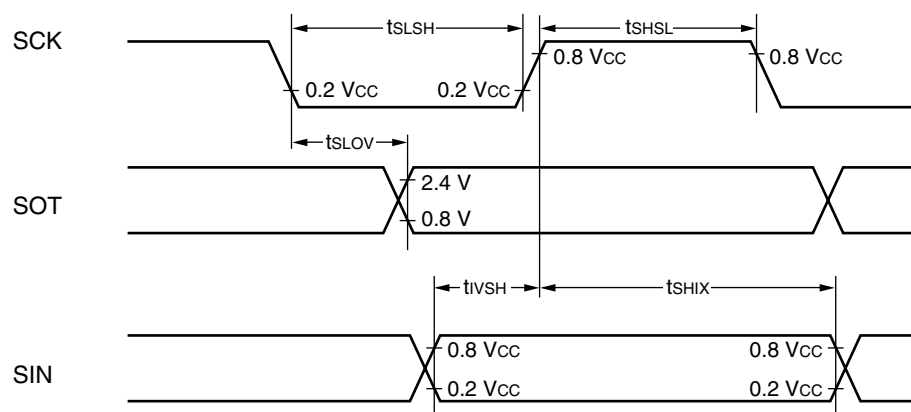 tSLSH
tSHSL
SCK
0.8 VCC
0.8 VCC
0.2 VCC
0.2 VCC
tSLOV
2.4 V
SOT
0.8 V
tIVSH
tSHIX
0.8 VCC
0.8 VCC
SIN
0.2 VCC
0.2 VCC